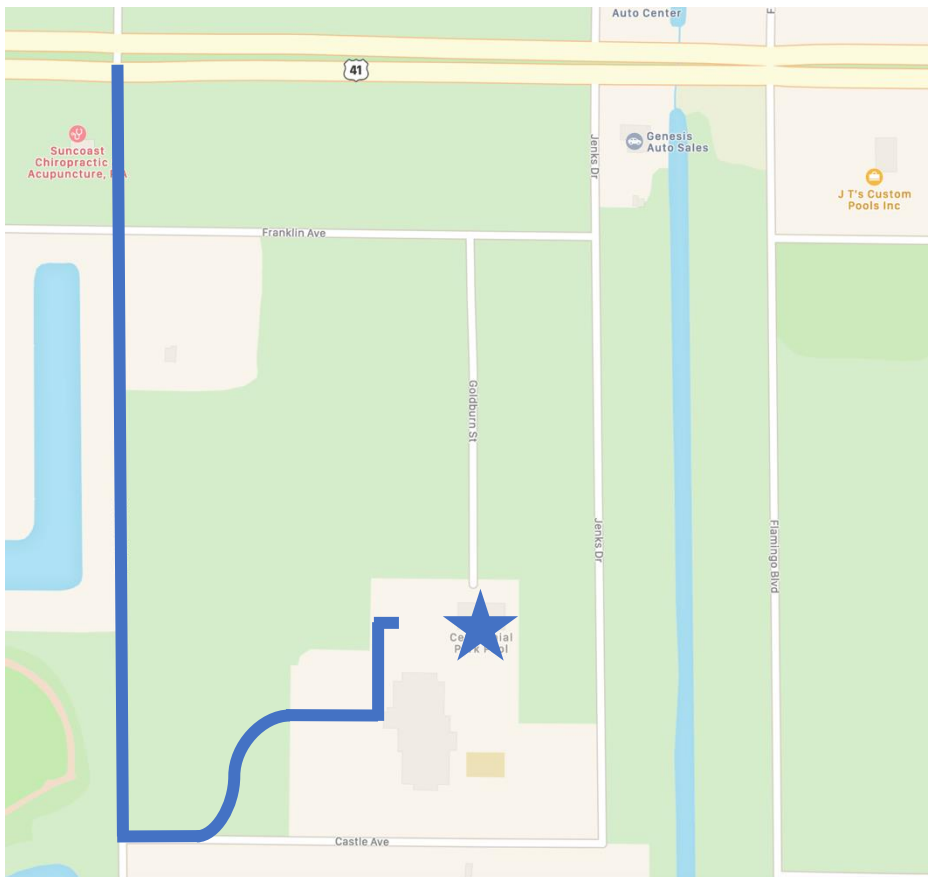 Auto Center
F
41
Jenks Dr
Genesis
Auto Sales
Suncoast
Chiropractic
Acupuncture,
J T's Custom
Pools Inc
Franklin Ave
Goldburn St
Jenks Dr
Flamingo Blvd
Castle Ave